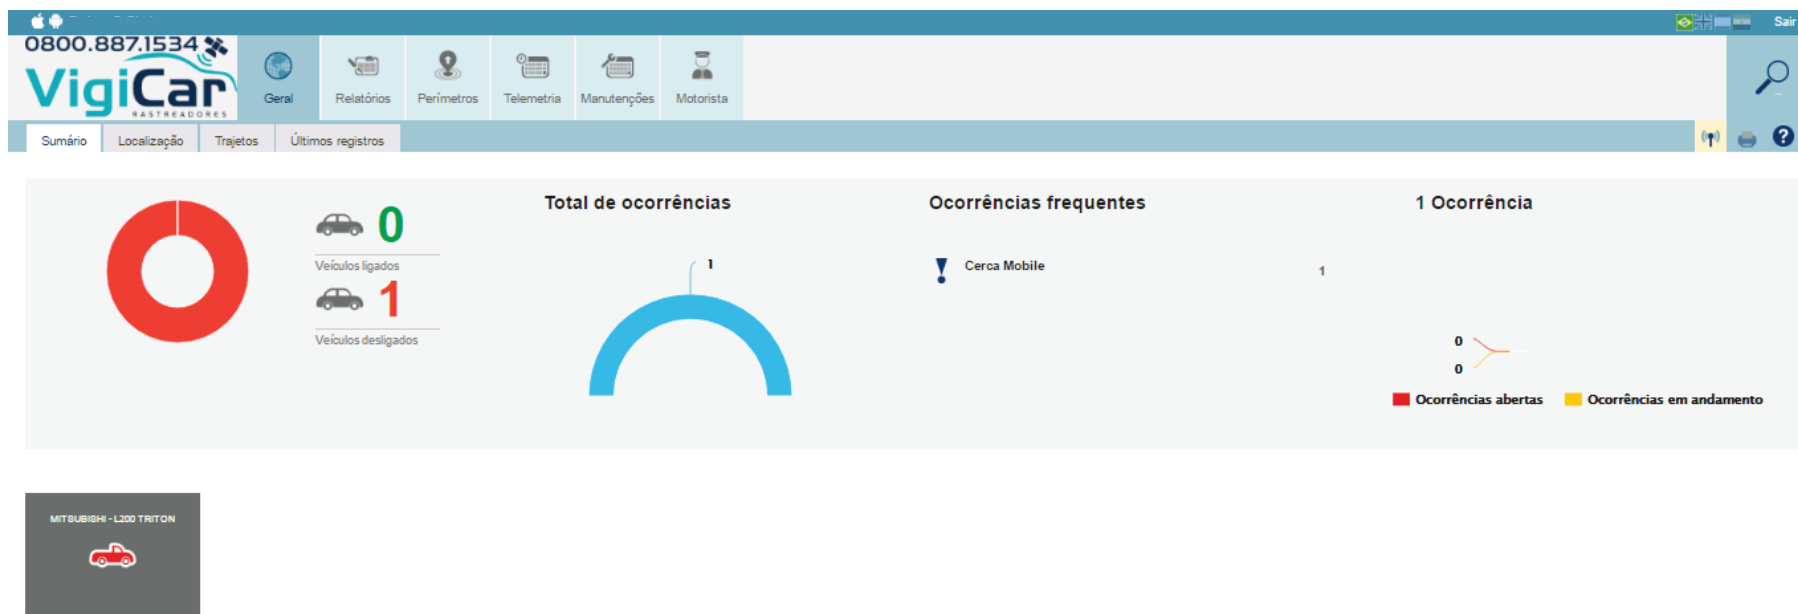 Sair
0800.887.1534
VigiCar
RASTREADORES
Geral
Relatórios
Perímetros
Telemetria
Manutenções
Motorista
Sumário
Localização
Trajetos
Últimos registros
0
Veículos ligados
1
Veículos desligados
Total de ocorrências
1
Ocorrências frequentes
Cerca Mobile
1
1 Ocorrência
0
0
Ocorrências abertas
Ocorrências em andamento
MITSUBISHI - L200 TRITON